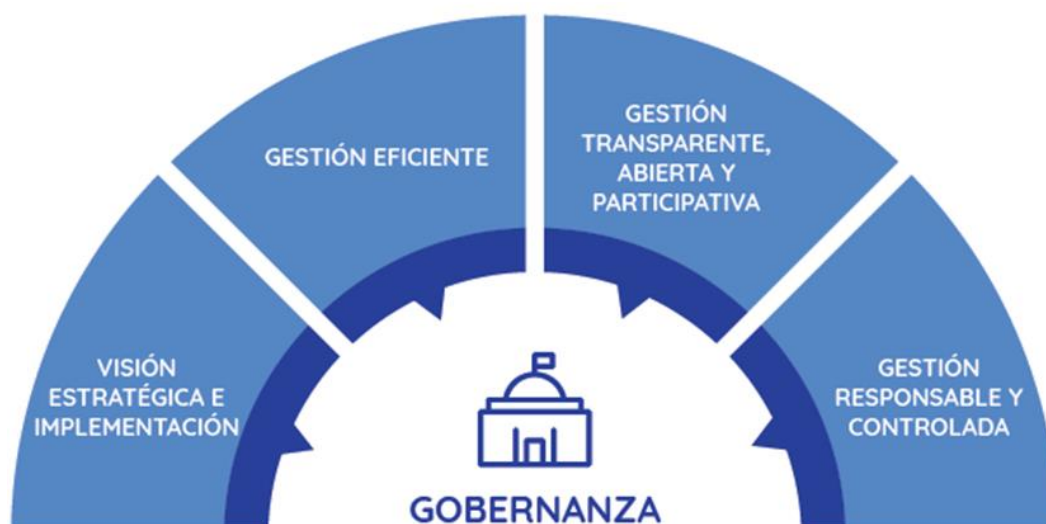 VISIÓN
ESTRATÉGICA E
IMPLEMENTACIÓN
GESTIÓN EFICIENTE
GESTIÓN
TRANSPARENTE,
ABIERTA Y
PARTICIPATIVA
GESTIÓN
RESPONSABLE Y
CONTROLADA
GOBERNANZA